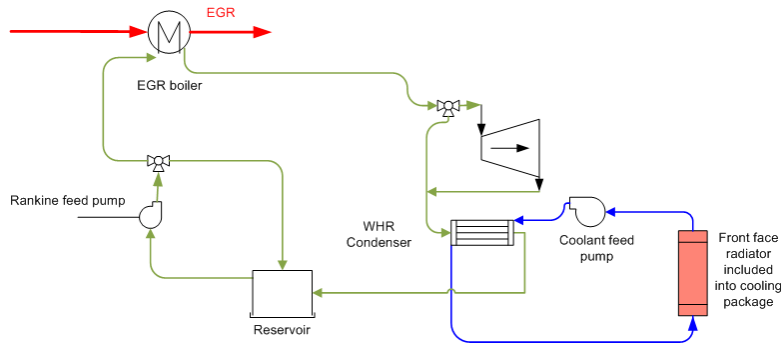 EGR
EGR boiler
Rankine feed pump
WHR
Condenser
Coolant feed
pump
Front face
radiator
included
into cooling
package
Reservoir